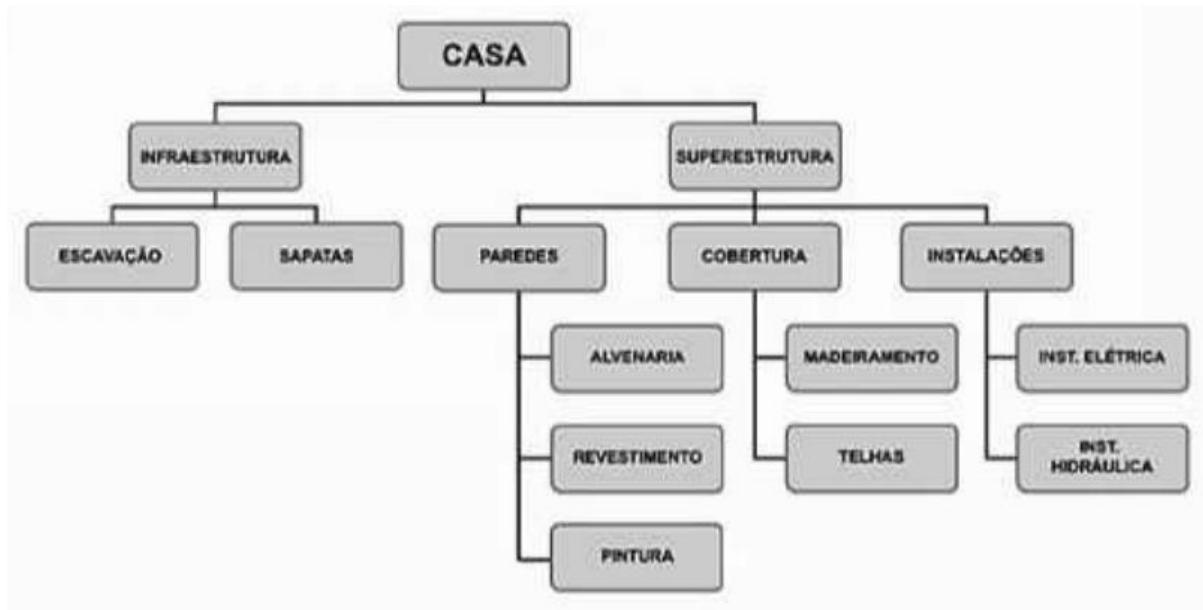 CASA
INFRAESTRUTURA
SUPERESTRUTURA
ESCAVAÇÃO
SAPATAS
PAREDES
COBERTURA
INSTALAÇÕES
ALVENARIA
MADEIRAMENTO
INST. ELÉTRICA
REVESTIMENTO
TELHAS
INST.
HIDRÁULICA
PINTURA